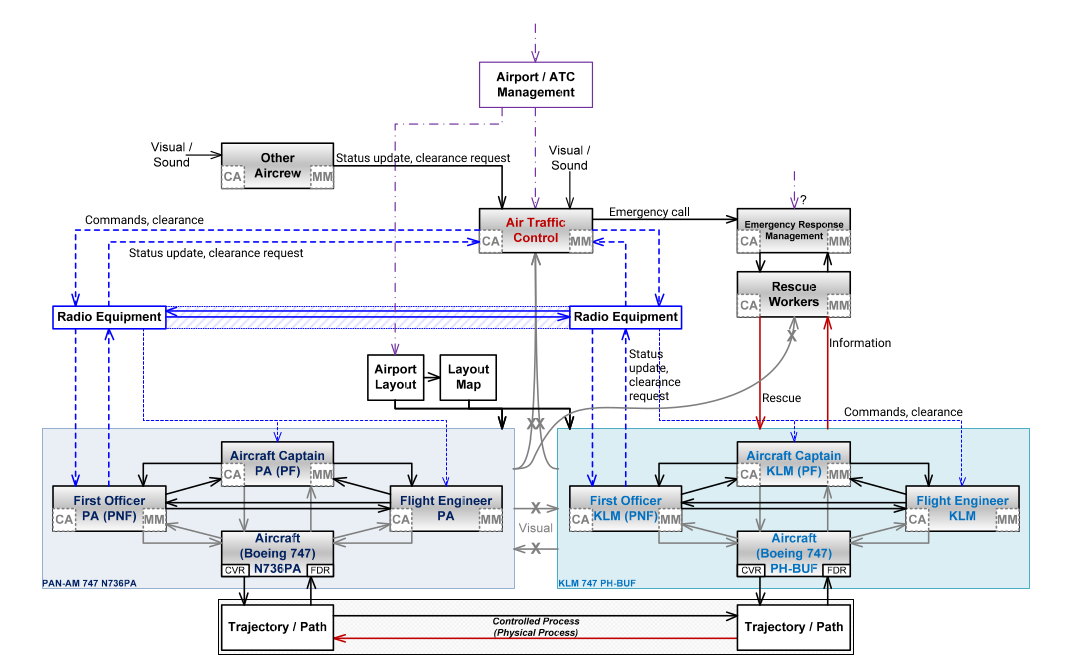 Airport / ATC
Management
Visual /
Sound
Other
Aircrew
CA
MM
Status update, clearance request
Visual /
Sound
Air Traffic
Control
CA
MM
Emergency call
?
Emergency Response
Management
CA
MM
Rescue
Workers
CA
MM
Commands, clearance
Status update, clearance request
Radio Equipment
Radio Equipment
Airport
Layout
Layout
Map
Status
update,
clearance
request
X
Information
Rescue
Commands, clearance
XX
Aircraft Captain
PA (PF)
CA
MM
First Officer
PA (PNF)
CA
MM
Flight Engineer
PA
CA
MM
Aircraft
(Boeing 747)
N736PA
CVR
FDR
PAN-AM 747 N736PA
X
Visual
X
Aircraft Captain
KLM (PF)
CA
MM
First Officer
KLM (PNF)
CA
MM
Flight Engineer
KLM
CA
MM
Aircraft
(Boeing 747)
PH-BUF
CVR
FDR
KLM 747 PH-BUF
Trajectory / Path
Controlled Process
(Physical Process)
Trajectory / Path